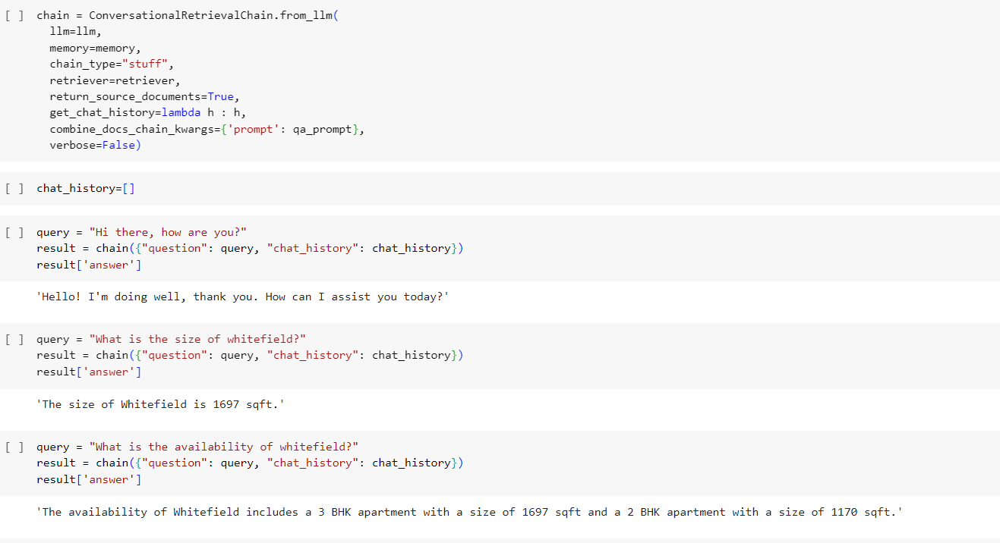 [ ] chain = ConversationalRetrievalChain.from_llm(
llm=llm,
memory=memory,
chain_type="stuff",
retriever=retriever,
return_source_documents=True,
get_chat_history=lambda h : h,
combine_docs_chain_kwargs={'prompt': qa_prompt},
verbose=False)
[ ] chat_history=[]
[ ] query = "Hi there, how are you?"
result = chain({"question": query, "chat_history": chat_history})
result['answer']
'Hello! I'm doing well, thank you. How can I assist you today?'
[ ] query = "What is the size of whitefield?"
result = chain({"question": query, "chat_history": chat_history})
result['answer']
'The size of Whitefield is 1697 sqft.'
[ ] query = "What is the availability of whitefield?"
result = chain({"question": query, "chat_history": chat_history})
result['answer']
'The availability of Whitefield includes a 3 BHK apartment with a size of 1697 sqft and a 2 BHK apartment with a size of 1170 sqft.'